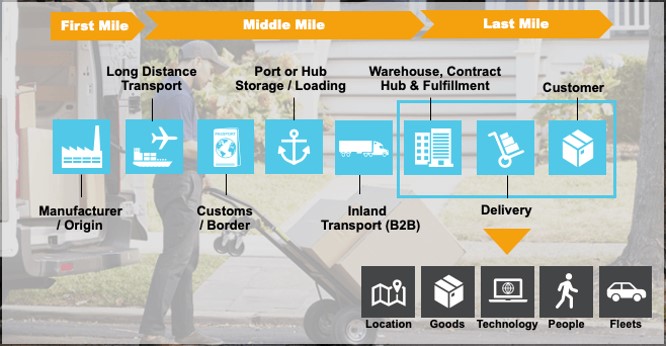 First Mile
Middle Mile
Last Mile
Long Distance
Transport
Port or Hub
Storage / Loading
Warehouse, Contract
Hub & Fulfillment
Customer
PASSPORT
Manufacturer
/ Origin
Customs
/ Border
Inland
Transport (B2B)
Delivery
Location
Goods
Technology
People
Fleets